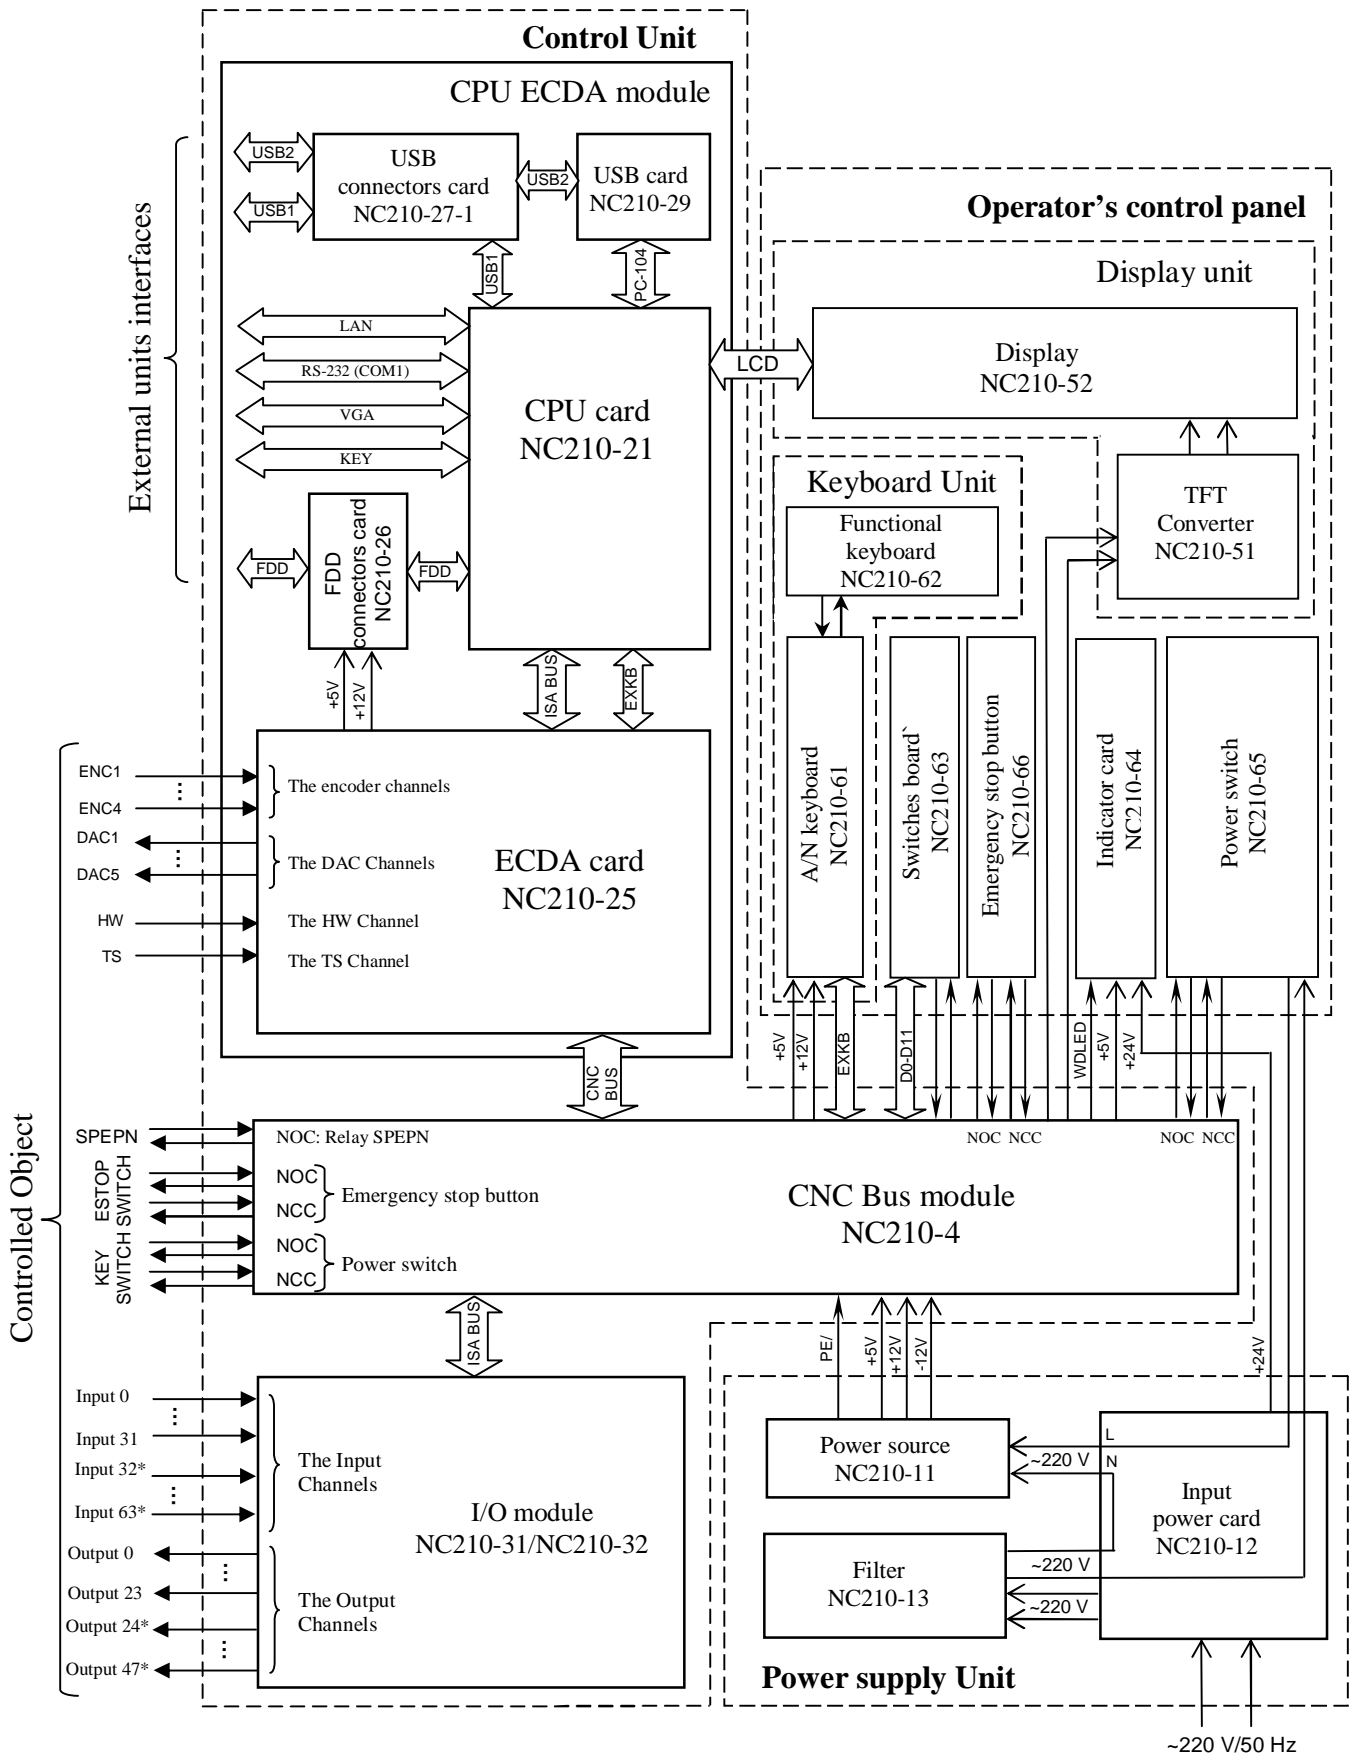 Control Unit
CPU ECDA module
USB2
USB1
USB
connectors card
NC210-27-1
USB2
USB card
NC210-29
USB1
PC-104
External units interfaces
LAN
RS-232 (COM1)
VGA
KEY
CPU card
NC210-21
LCD
FDD
FDD
connectors card
NC210-26
FDD
+5V
+12V
ISA BUS
EXKB
Operator's control panel
Display unit
Display
NC210-52
TFT
Converter
NC210-51
Keyboard Unit
Functional
keyboard
NC210-62
A/N keyboard
NC210-61
Switches board`
NC210-63
Emergency stop button
NC210-66
Indicator card
NC210-64
Power switch
NC210-65
Controlled Object
ENC1
...
ENC4
The encoder channels
DAC1
...
DAC5
The DAC Channels
HW
The HW Channel
TS
The TS Channel
ECDA card
NC210-25
CNC
BUS
+5V
+12V
EXKB
D0-D11
WDLED
+5V
+24V
SPEPN
NOC: Relay SPEPN
NOC NCC
NOC NCC
ESTOP
SWITCH
NOC
NCC
Emergency stop button
KEY
SWITCH
NOC
NCC
Power switch
CNC Bus module
NC210-4
ISA BUS
PE/
+5V
+12V
-12V
+24V
Input 0
...
Input 31
Input 32*
...
Input 63*
The Input
Channels
Output 0
...
Output 23
Output 24*
...
Output 47*
The Output
Channels
I/O module
NC210-31/NC210-32
Power source
NC210-11
L
~220 V
N
Input
power card
NC210-12
Filter
NC210-13
~220 V
~220 V
Power supply Unit
~220 V/50 Hz